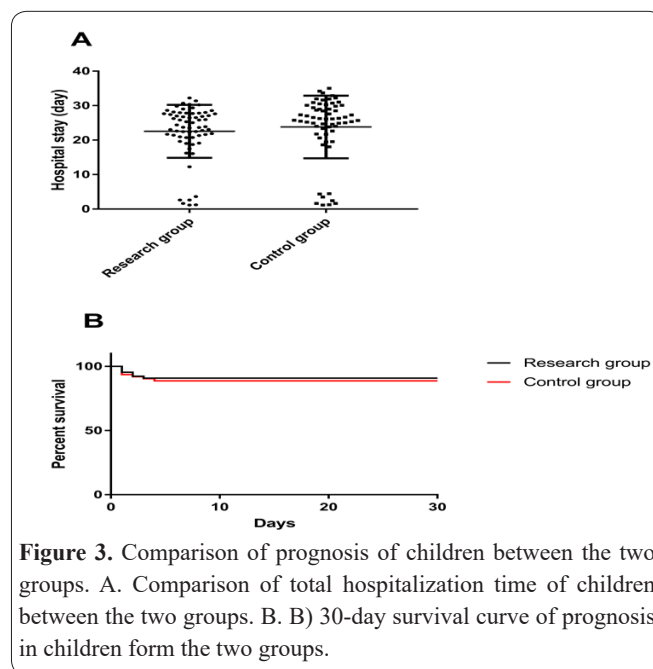 A
Hospital stay (day)
40
30
20
10
0
Research group
Control group
B
Percent survival
100
50
0
0
10
20
30
Days
Research group
Control group
Figure 3. Comparison of prognosis of children between the two
groups. A. Comparison of total hospitalization time of children
between the two groups. B. B) 30-day survival curve of prognosis
in children form the two groups.